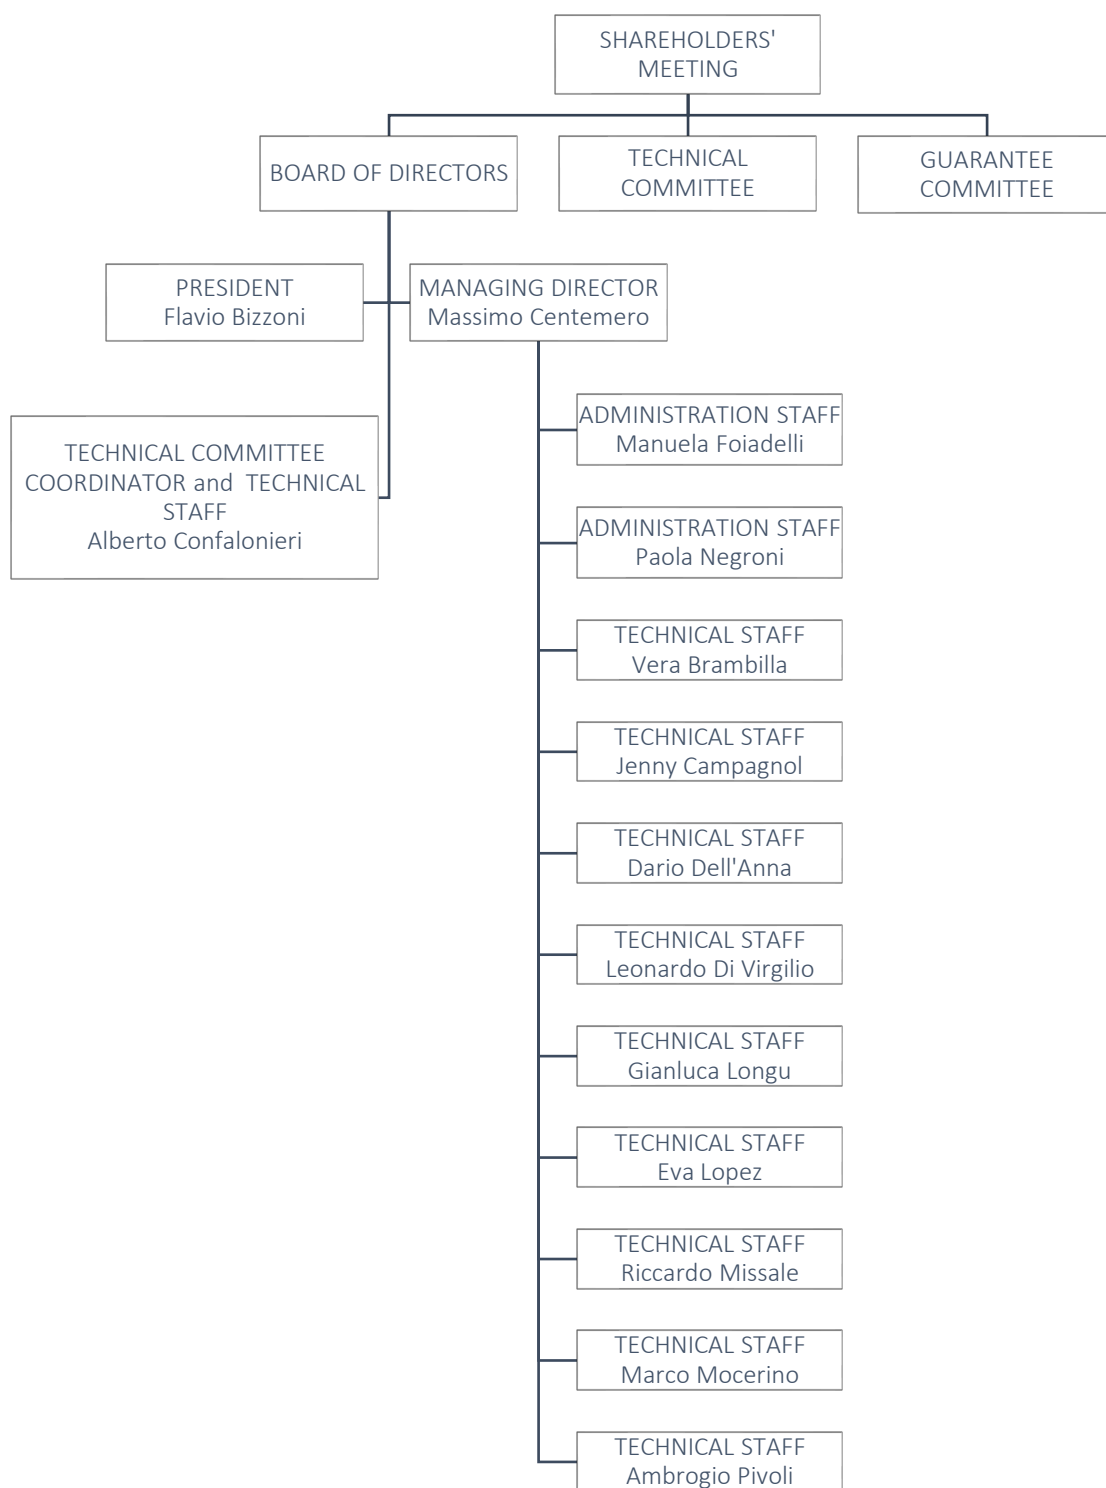 SHAREHOLDERS'
MEETING
BOARD OF DIRECTORS
TECHNICAL
COMMITTEE
GUARANTEE
COMMITTEE
PRESIDENT
Flavio Bizzoni
MANAGING DIRECTOR
Massimo Centemero
TECHNICAL COMMITTEE
COORDINATOR and  TECHNICAL
STAFF
Alberto Confalonieri
ADMINISTRATION STAFF
Manuela Foiadelli
ADMINISTRATION STAFF
Paola Negroni
TECHNICAL STAFF
Vera Brambilla
TECHNICAL STAFF
Jenny Campagnol
TECHNICAL STAFF
Dario Dell'Anna
TECHNICAL STAFF
Leonardo Di Virgilio
TECHNICAL STAFF
Gianluca Longu
TECHNICAL STAFF
Eva Lopez
TECHNICAL STAFF
Riccardo Missale
TECHNICAL STAFF
Marco Mocerino
TECHNICAL STAFF
Ambrogio Pivoli